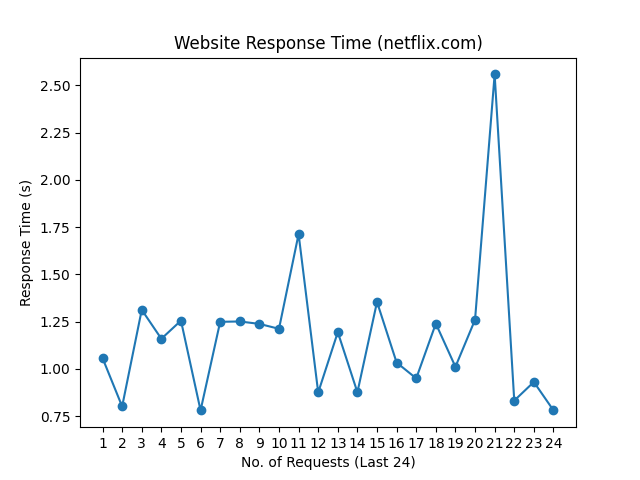 Website Response Time (netflix.com)
2.50
2.25
2.00
1.75
1.50
1.25
1.00
0.75
Response Time (s)
1 2 3 4 5 6 7 8 9 10 11 12 13 14 15 16 17 18 19 20 21 22 23 24
No. of Requests (Last 24)